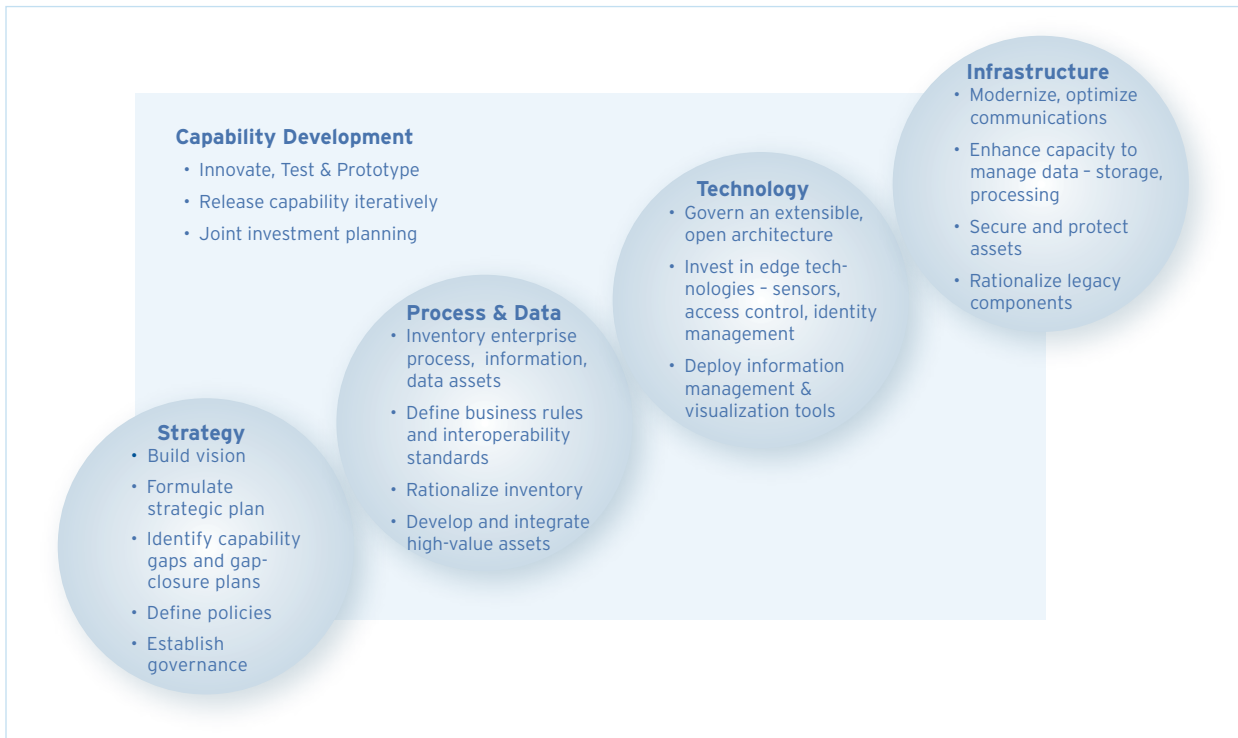 Capability Development
• Innovate, Test & Prototype
• Release capability iteratively
• Joint investment planning
Strategy
• Build vision
• Formulate
strategic plan
• Identify capability
gaps and gap-
closure plans
• Define policies
• Establish
governance
Process & Data
• Inventory enterprise
process, information,
data assets
• Define business rules
and interoperability
standards
• Rationalize inventory
• Develop and integrate
high-value assets
Technology
• Govern an extensible,
open architecture
• Invest in edge tech-
nologies – sensors,
access control, identity
management
• Deploy information
management &
visualization tools
Infrastructure
• Modernize, optimize
communications
• Enhance capacity to
manage data – storage,
processing
• Secure and protect
assets
• Rationalize legacy
components